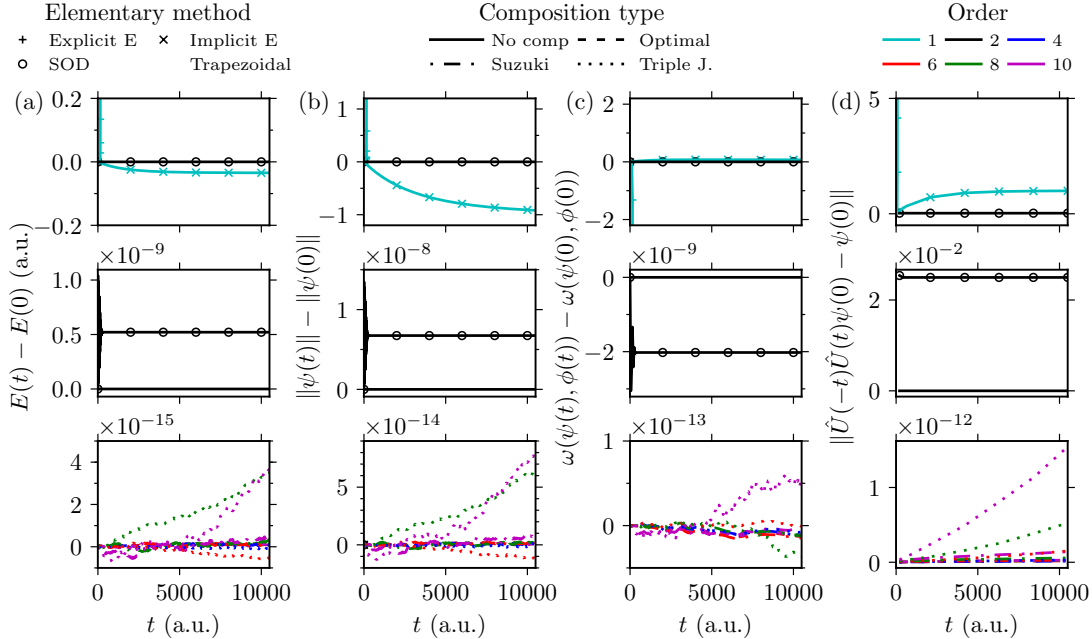 Elementary method Composition type Order
Explicit E Implicit E No comp Optimal 1 2 4
SOD Trapezoidal Suzuki Triple J. 6 8 10
(a) (b) (c) (d)
0.2 0.0 −0.2
1 0 −1
2 0 −2
5 0
×10⁻⁹ ×10⁻⁸ ×10⁻⁹ ×10⁻²
1.0 0.5 0.0
1 0
0 −2
2 0
×10⁻¹⁵ ×10⁻¹⁴ ×10⁻¹³ ×10⁻¹²
4 2 0
5 0
1 0
1 0
E(t) − E(0) (a.u.)
||ψ(t)|| − ||ψ(0)||
ω(ψ(t), ϕ(t)) − ω(ψ(0), ϕ(0))
||Û(−t)Û(t)ψ(0) − ψ(0)||
0 5000 10000 0 5000 10000 0 5000 10000 0 5000 10000
t (a.u.) t (a.u.) t (a.u.) t (a.u.)